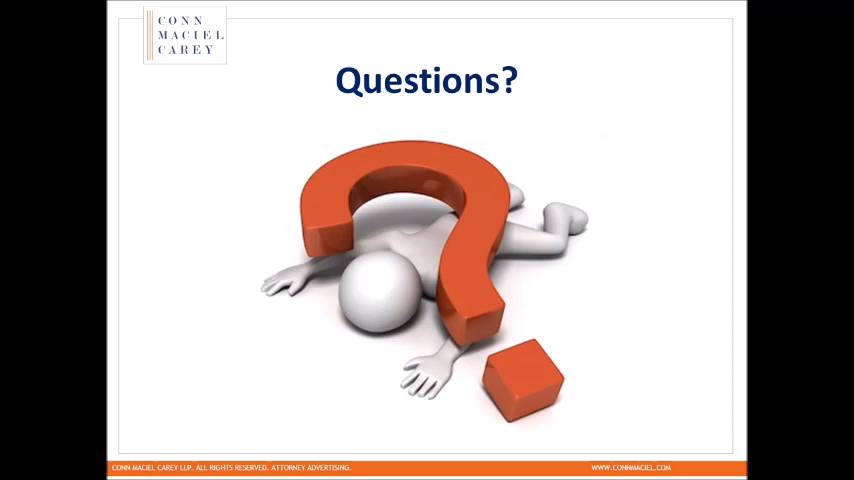 CONN
MACIEL
CAREY
Questions?
CONN MACIEL CAREY LLP. ALL RIGHTS RESERVED. ATTORNEY ADVERTISING.
WWW.CONNMACIEL.COM